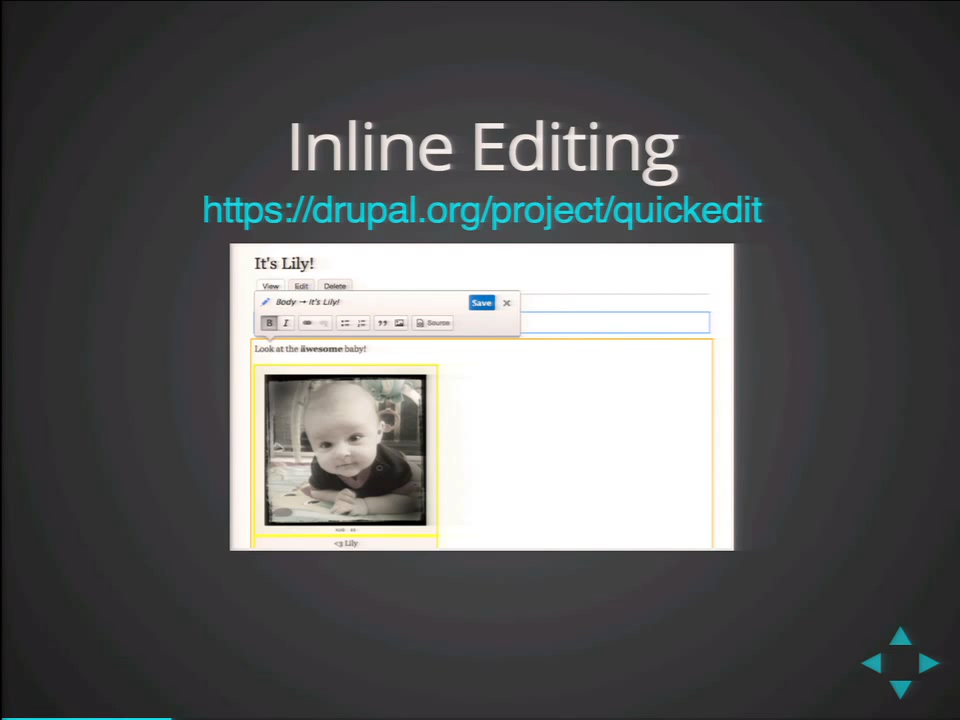 Inline Editing
https://drupal.org/project/quickedit
It's Lily!
View Edit Delete
Body → It's Lily! Save ×
B I Source
Look at the äwesome baby!
<3 Lily